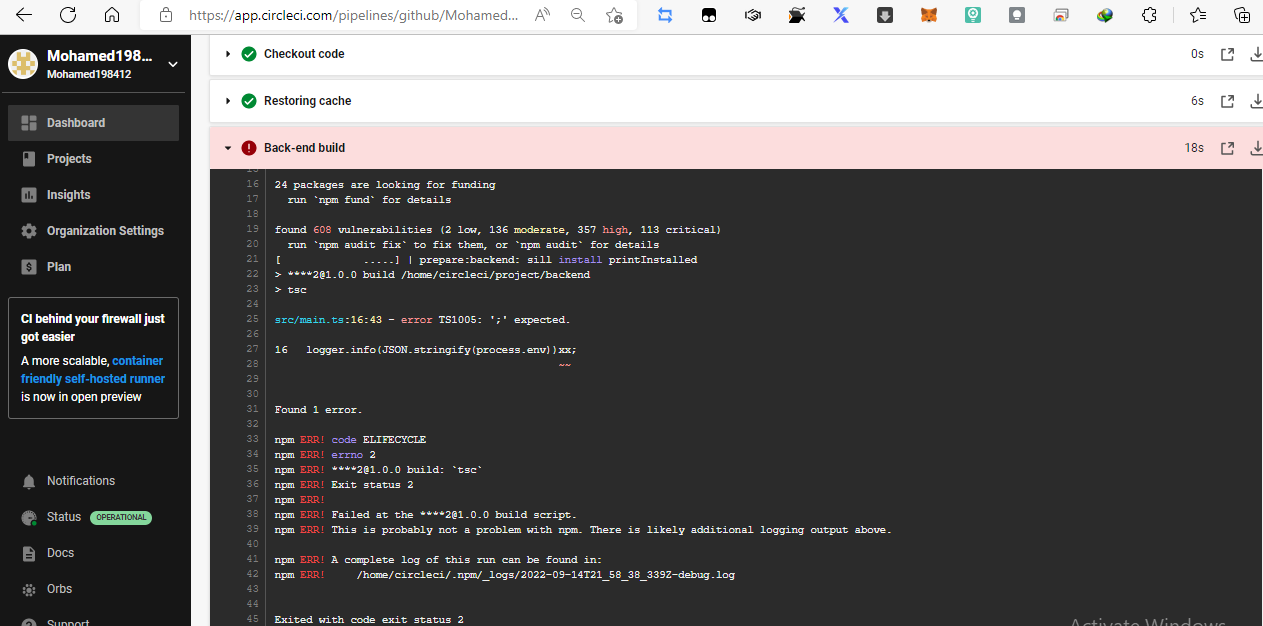 https://app.circleci.com/pipelines/github/Mohamed...
Mohamed198...
Mohamed198412
Dashboard
Projects
Insights
Organization Settings
Plan
CI behind your firewall just
got easier
A more scalable, container
friendly self-hosted runner
is now in open preview
Notifications
Status OPERATIONAL
Docs
Orbs
Support
Checkout code 0s
Restoring cache 6s
Back-end build 18s
16 24 packages are looking for funding
17 run `npm fund` for details
18
19 found 608 vulnerabilities (2 low, 136 moderate, 357 high, 113 critical)
20 run `npm audit fix` to fix them, or `npm audit` for details
21 [ .....] | prepare:backend: sill install printInstalled
22 > ****2@1.0.0 build /home/circleci/project/backend
23 > tsc
24
25 src/main.ts:16:43 - error TS1005: ';' expected.
26
27 16 logger.info(JSON.stringify(process.env))xx;
28 ~~
29
30
31 Found 1 error.
32
33 npm ERR! code ELIFECYCLE
34 npm ERR! errno 2
35 npm ERR! ****2@1.0.0 build: `tsc`
36 npm ERR! Exit status 2
37 npm ERR!
38 npm ERR! Failed at the ****2@1.0.0 build script.
39 npm ERR! This is probably not a problem with npm. There is likely additional logging output above.
40
41 npm ERR! A complete log of this run can be found in:
42 npm ERR! /home/circleci/.npm/_logs/2022-09-14T21_58_38_339Z-debug.log
43
44
45 Exited with code exit status 2
Activate Windows